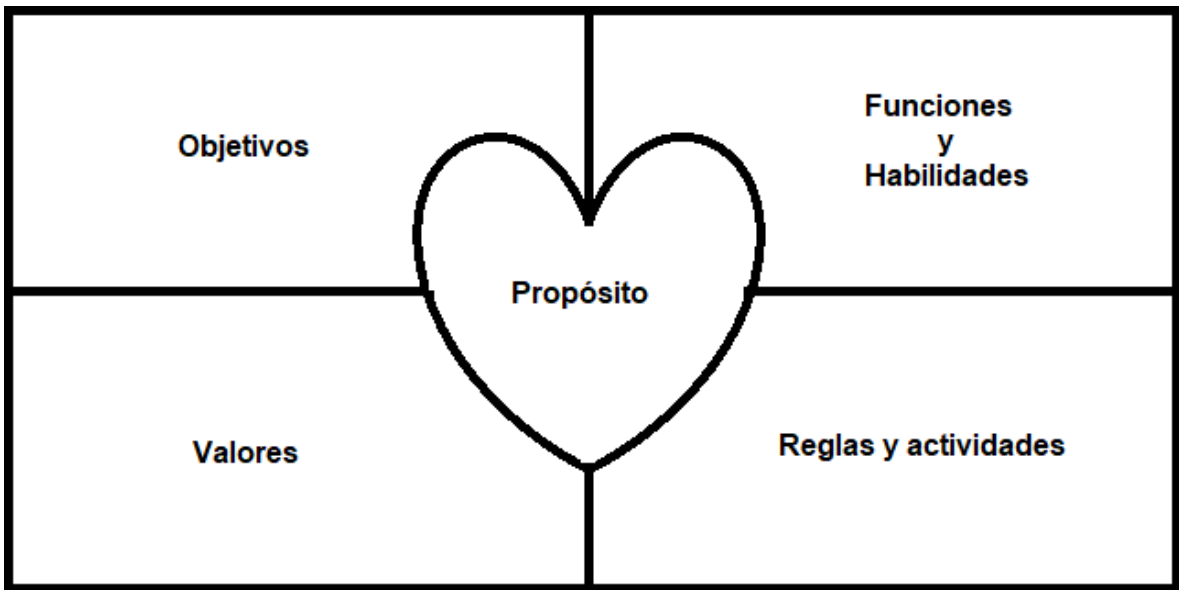 Objetivos
Funciones
y
Habilidades
Propósito
Valores
Reglas y actividades